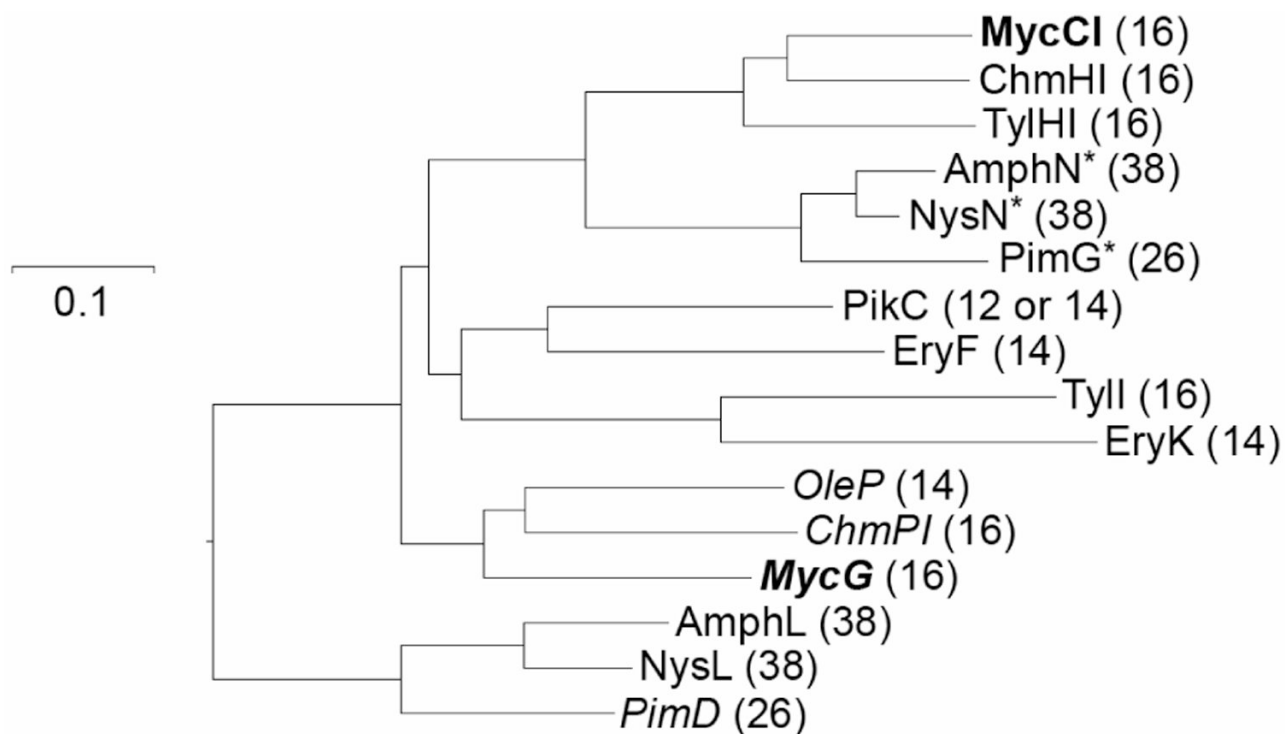 MycCI (16)
ChmHI (16)
TylHI (16)
AmphN* (38)
NysN* (38)
PimG* (26)
0.1
PikC (12 or 14)
EryF (14)
TylI (16)
EryK (14)
OleP (14)
ChmPI (16)
MycG (16)
AmphL (38)
NysL (38)
PimD (26)